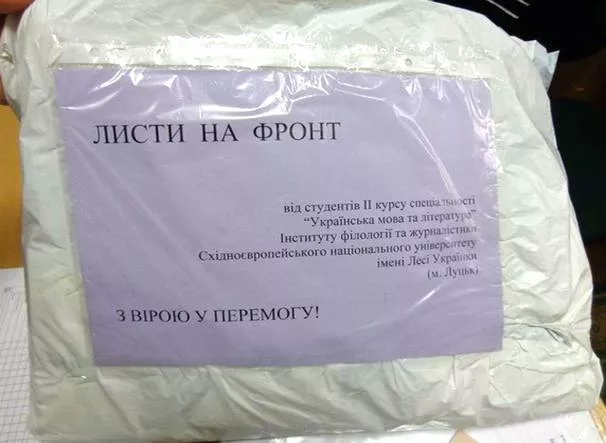 ЛИСТИ НА ФРОНТ
від студентів ІІ курсу спеціальності
“Українська мова та література”
Інституту філології та журналістики
Східноєвропейського національного університету
імені Лесі Українки
(м. Луцьк)
З ВІРОЮ У ПЕРЕМОГУ!